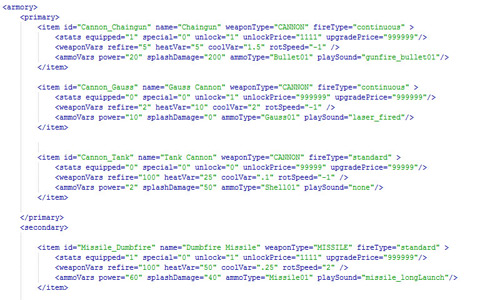 <armory>
<primary>
<item id="Cannon_Chaingun" name="Chaingun" weaponType="CANNON" fireType="continuous" >
<stats equipped="1" special="0" unlock="1" unlockPrice="1111" upgradePrice="999999"/>
<weaponVars refire="5" heatVar="5" coolVar="1.5" rotSpeed="-1" />
<ammoVars power="20" splashDamage="200" ammoType="Bullet01" playSound="gunfire_bullet01"/>
</item>
<item id="Cannon_Gauss" name="Gauss Cannon" weaponType="CANNON" fireType="continuous">
<stats equipped="0" special="0" unlock="1" unlockPrice="999999" upgradePrice="999999"/>
<weaponVars refire="2" heatVar="10" coolVar="2" rotSpeed="-1" />
<ammoVars power="10" splashDamage="0" ammoType="Gauss01" playSound="laser_fired"/>
</item>
<item id="Cannon_Tank" name="Tank Cannon" weaponType="CANNON" fireType="standard" >
<stats equipped="0" special="0" unlock="0" unlockPrice="99999" upgradePrice="99999"/>
<weaponVars refire="100" heatVar="25" coolVar=".1" rotSpeed="-1" />
<ammoVars power="2" splashDamage="50" ammoType="Shell01" playSound="none"/>
</item>
</primary>
<secondary>
<item id="Missile_Dumbfire" name="Dumbfire Missile" weaponType="MISSILE" fireType="standard" >
<stats equipped="1" special="0" unlock="1" unlockPrice="1111" upgradePrice="999999"/>
<weaponVars refire="100" heatVar="50" coolVar=".25" rotSpeed="2" />
<ammoVars power="60" splashDamage="40" ammoType="Missile01" playSound="missile_longLaunch"/>
</item>